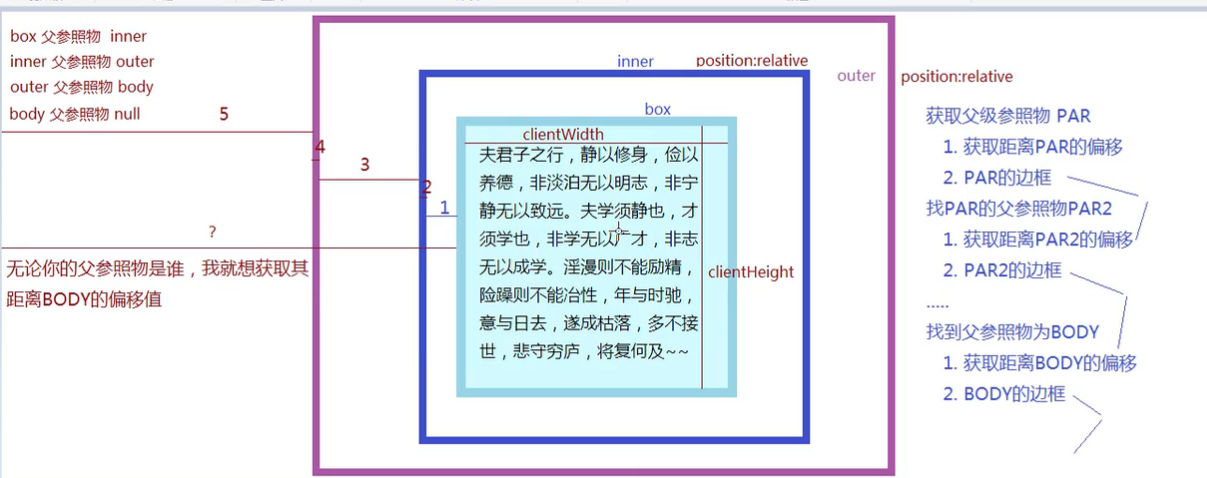 box 父参照物 inner
inner 父参照物 outer
outer 父参照物 body
body 父参照物 null
5
4
3
2
1
?
无论你的父参照物是谁，我就想获取其
距离BODY的偏移值
inner
position:relative
outer
position:relative
box
clientWidth
夫君子之行，静以修身，俭以
养德，非淡泊无以明志，非宁
静无以致远。夫学须静也，才
须学也，非学无以广才，非志
无以成学。淫漫则不能励精，
险躁则不能冶性，年与时驰，
意与日去，遂成枯落，多不接
世，悲守穷庐，将复何及~~
clientHeight
获取父级参照物 PAR
1. 获取距离PAR的偏移
2. PAR的边框
找PAR的父参照物PAR2
1. 获取距离PAR2的偏移
2. PAR2的边框
.....
找到父参照物为BODY
1. 获取距离BODY的偏移
2. BODY的边框